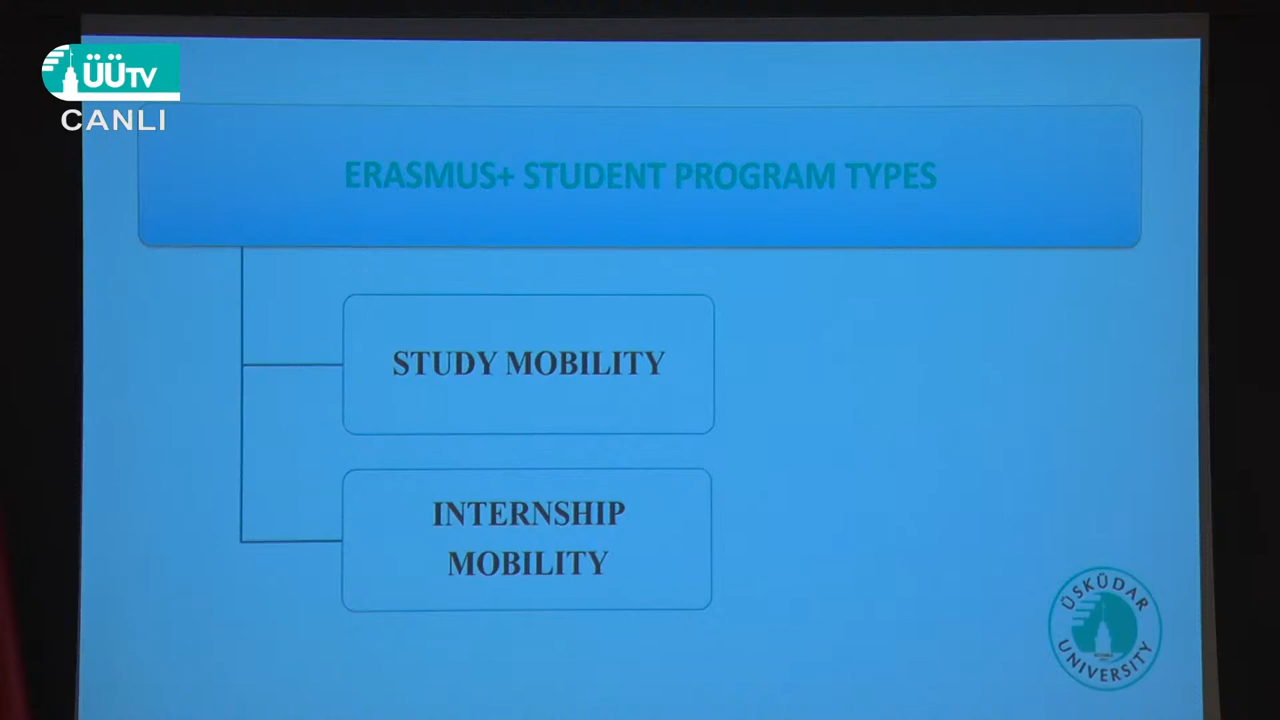 ÜÜTV
CANLI
ERASMUS+ STUDENT PROGRAM TYPES
STUDY MOBILITY
INTERNSHIP
MOBILITY
ÜSKÜDAR
UNIVERSITY